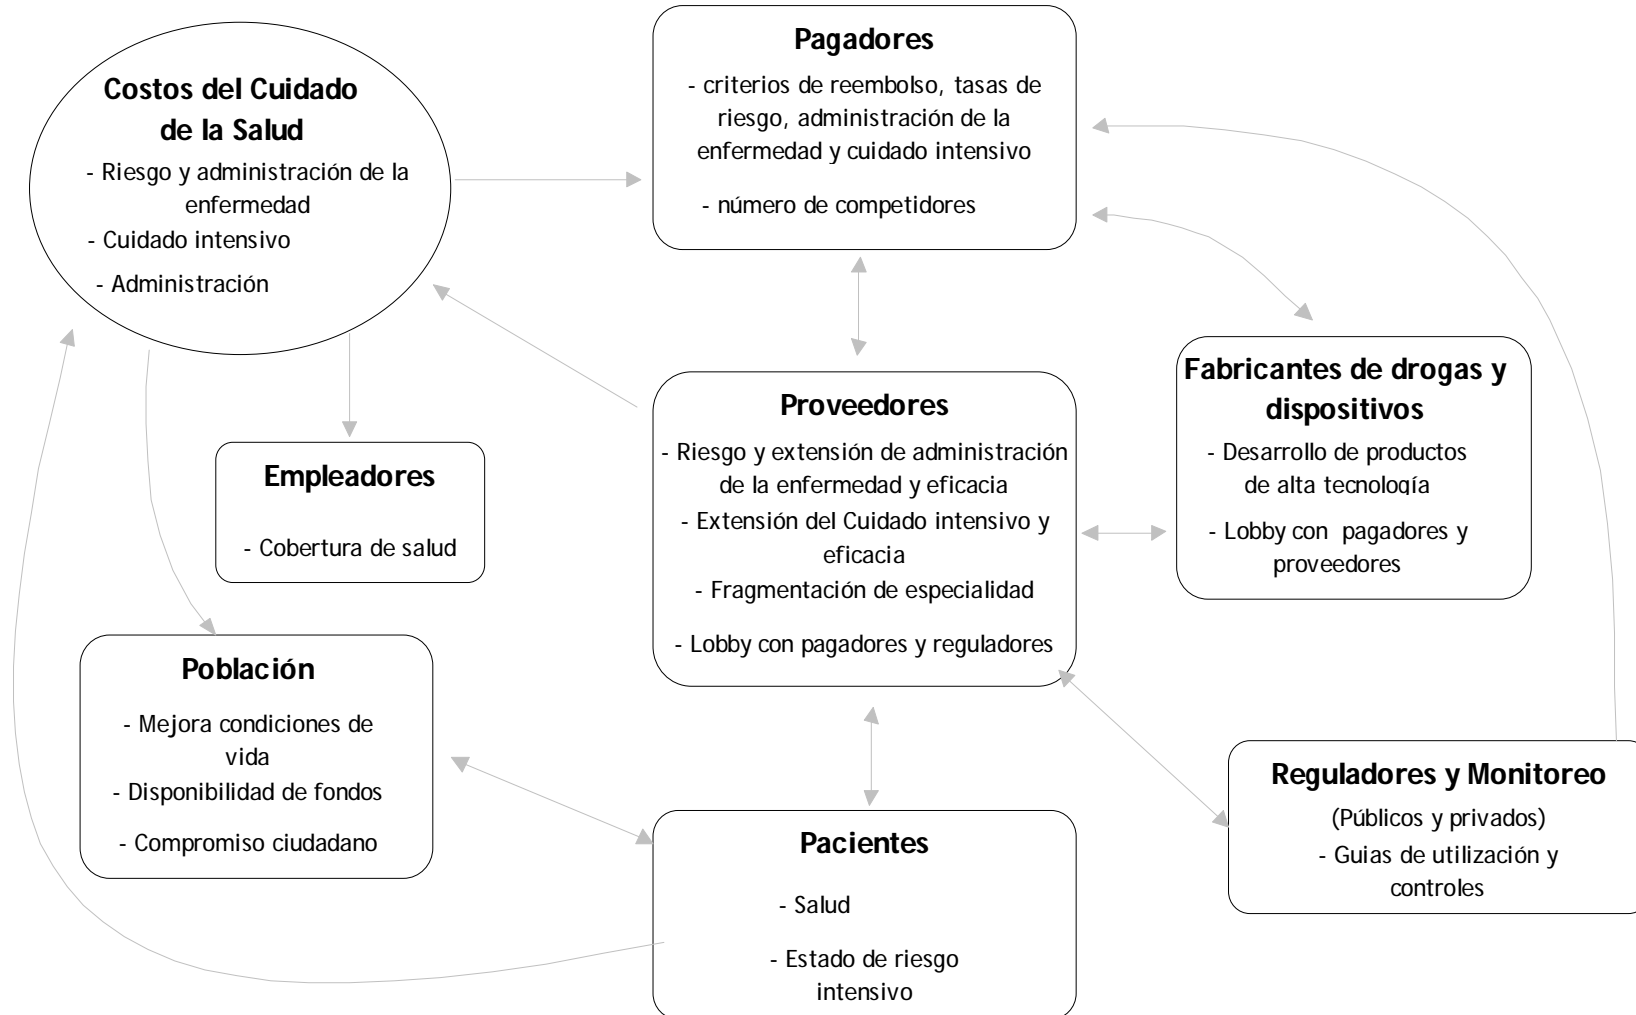 Costos del Cuidado
de la Salud
- Riesgo y administración de la
enfermedad
- Cuidado intensivo
- Administración
Pagadores
- criterios de reembolso, tasas de
riesgo, administración de la
enfermedad y cuidado intensivo
- número de competidores
Fabricantes de drogas y
dispositivos
- Desarrollo de productos
de alta tecnología
- Lobby con pagadores y
proveedores
Proveedores
- Riesgo y extensión de administración
de la enfermedad y eficacia
- Extensión del Cuidado intensivo y
eficacia
- Fragmentación de especialidad
- Lobby con pagadores y reguladores
Empleadores
- Cobertura de salud
Población
- Mejora condiciones de
vida
- Disponibilidad de fondos
- Compromiso ciudadano
Reguladores y Monitoreo
(Públicos y privados)
- Guias de utilización y
controles
Pacientes
- Salud
- Estado de riesgo
intensivo